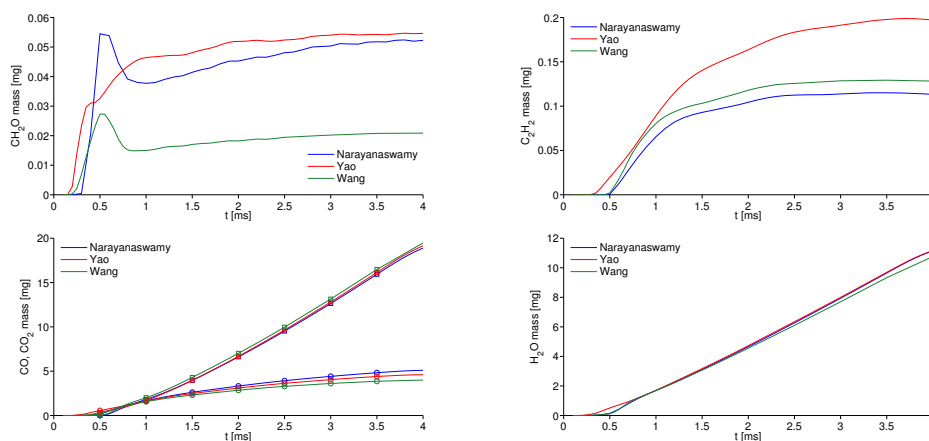 0.06
0.05
0.04
0.03
0.02
0.01
0
CH₂O mass [mg]
Narayanaswamy
Yao
Wang
0 0.5 1 1.5 2 2.5 3 3.5 4
t [ms]
0.2
0.15
0.1
0.05
0
C₂H₂ mass [mg]
Narayanaswamy
Yao
Wang
0 0.5 1 1.5 2 2.5 3 3.5
t [ms]
20
15
10
5
0
CO, CO₂ mass [mg]
Narayanaswamy
Yao
Wang
0 0.5 1 1.5 2 2.5 3 3.5 4
t [ms]
12
10
8
6
4
2
0
H₂O mass [mg]
Narayanaswamy
Yao
Wang
0 0.5 1 1.5 2 2.5 3 3.5
t [ms]